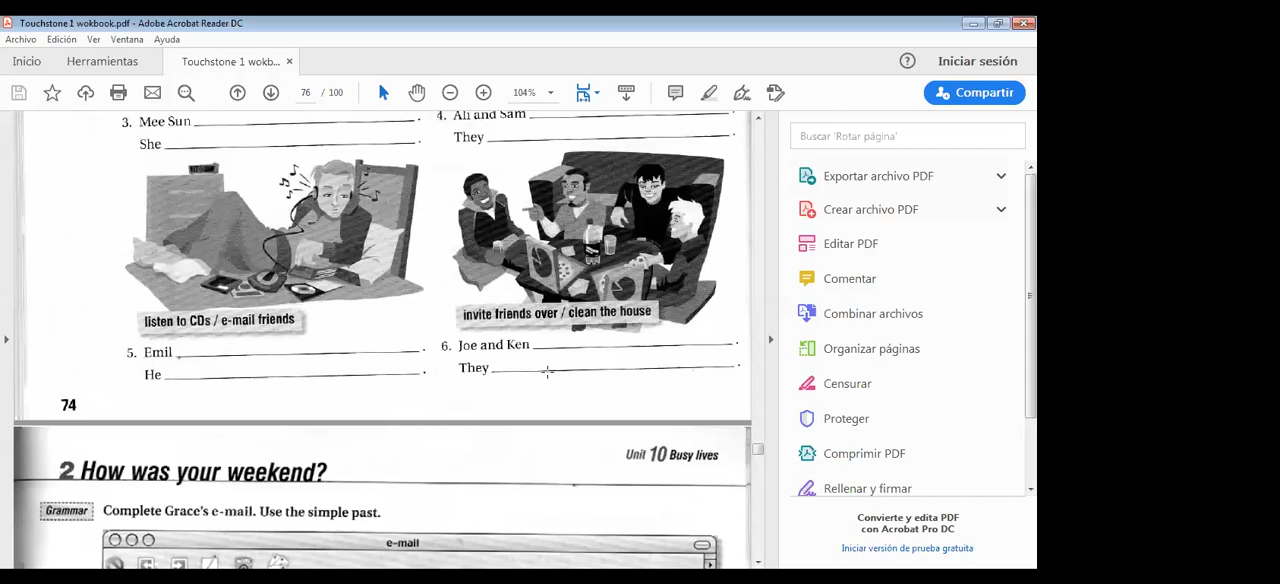 Touchstone 1 wokbook.pdf - Adobe Acrobat Reader DC
Archivo Edición Ver Ventana Ayuda
Inicio Herramientas Touchstone 1 wokb... × Iniciar sesión
76 / 100 104% Compartir
3. Mee Sun .
She .
4. Ali and Sam .
They .
listen to CDs / e-mail friends
invite friends over / clean the house
5. Emil .
He .
6. Joe and Ken .
They .
74
Unit 10 Busy lives
2 How was your weekend?
Grammar Complete Grace's e-mail. Use the simple past.
e-mail
Buscar 'Rotar página'
Exportar archivo PDF
Crear archivo PDF
Editar PDF
Comentar
Combinar archivos
Organizar páginas
Censurar
Proteger
Comprimir PDF
Rellenar y firmar
Convierte y edita PDF
con Acrobat Pro DC
Iniciar versión de prueba gratuita